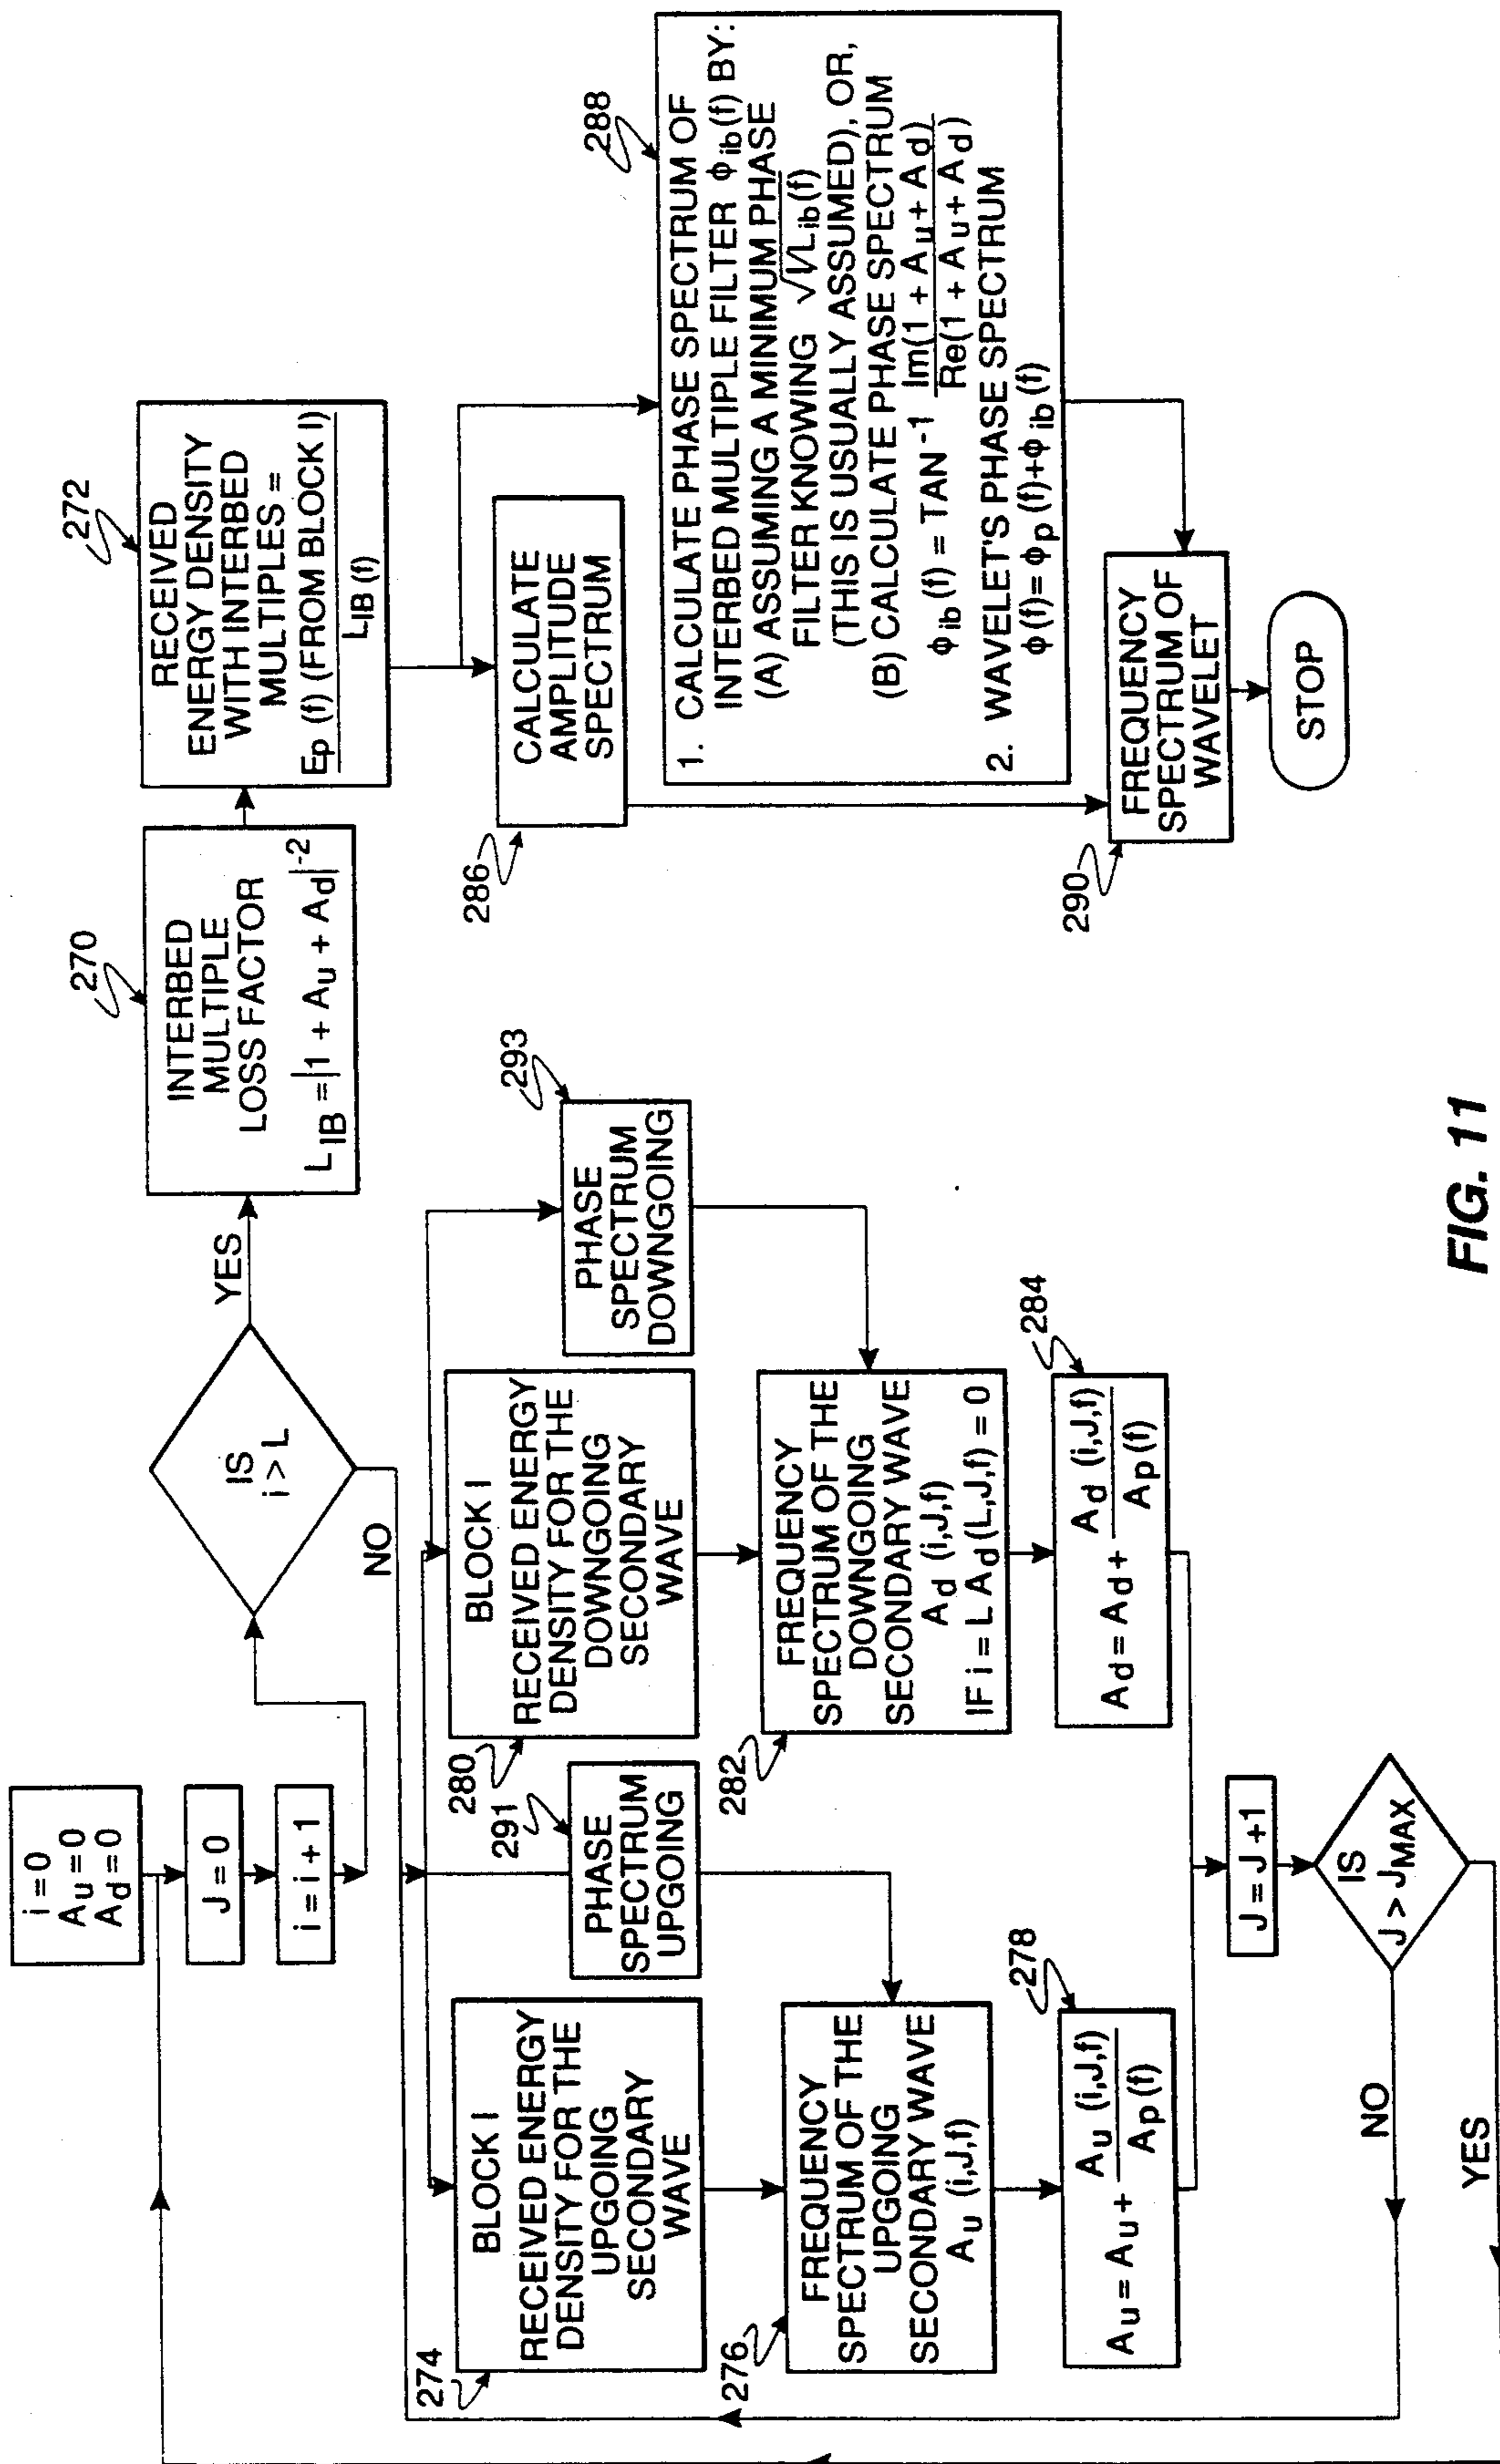 i = 0
Au = 0
Ad = 0
J = 0
i = i + 1
IS
i > L
YES
NO
270
INTERBED
MULTIPLE
LOSS FACTOR
LIB = |1 + Au + Ad|-2
272
RECEIVED
ENERGY DENSITY
WITH INTERBED
MULTIPLES =
Ep (f) (FROM BLOCK I)
LIB (f)
274
BLOCK I
RECEIVED ENERGY
DENSITY FOR THE
UPGOING
SECONDARY
WAVE
291
PHASE
SPECTRUM
UPGOING
280
BLOCK I
RECEIVED ENERGY
DENSITY FOR THE
DOWNGOING
SECONDARY
WAVE
293
PHASE
SPECTRUM
DOWNGOING
276
FREQUENCY
SPECTRUM OF THE
UPGOING
SECONDARY WAVE
Au (i,J,f)
282
FREQUENCY
SPECTRUM OF THE
DOWNGOING
SECONDARY WAVE
Ad (i,J,f)
IF i = L Ad (L,J,f) = 0
278
Au = Au + Au (i,J,f)
Ap (f)
284
Ad = Ad + Ad (i,J,f)
Ap (f)
J = J +1
IS
J > JMAX
NO
YES
286
CALCULATE
AMPLITUDE
SPECTRUM
288
1. CALCULATE PHASE SPECTRUM OF
INTERBED MULTIPLE FILTER ϕib (f) BY:
(A) ASSUMING A MINIMUM PHASE
FILTER KNOWING √1/Lib(f)
(THIS IS USUALLY ASSUMED), OR,
(B) CALCULATE PHASE SPECTRUM
ϕib (f) = TAN-1 Im(1 + Au + Ad)
Re(1 + Au + Ad)
2. WAVELET'S PHASE SPECTRUM
ϕ (f) = ϕp (f)+ϕib (f)
290
FREQUENCY
SPECTRUM OF
WAVELET
STOP
FIG. 11